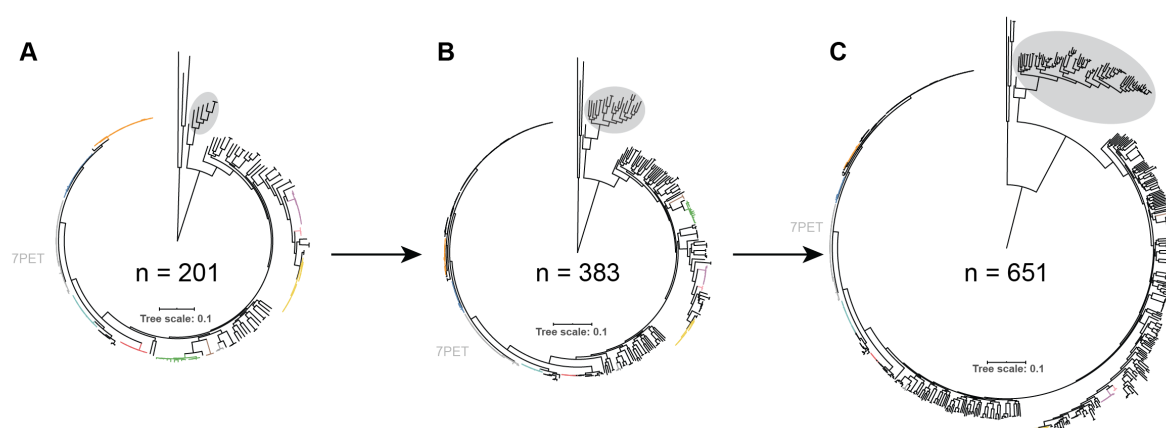 A
B
C
7PET
n = 201
Tree scale: 0.1
7PET
n = 383
Tree scale: 0.1
7PET
n = 651
Tree scale: 0.1